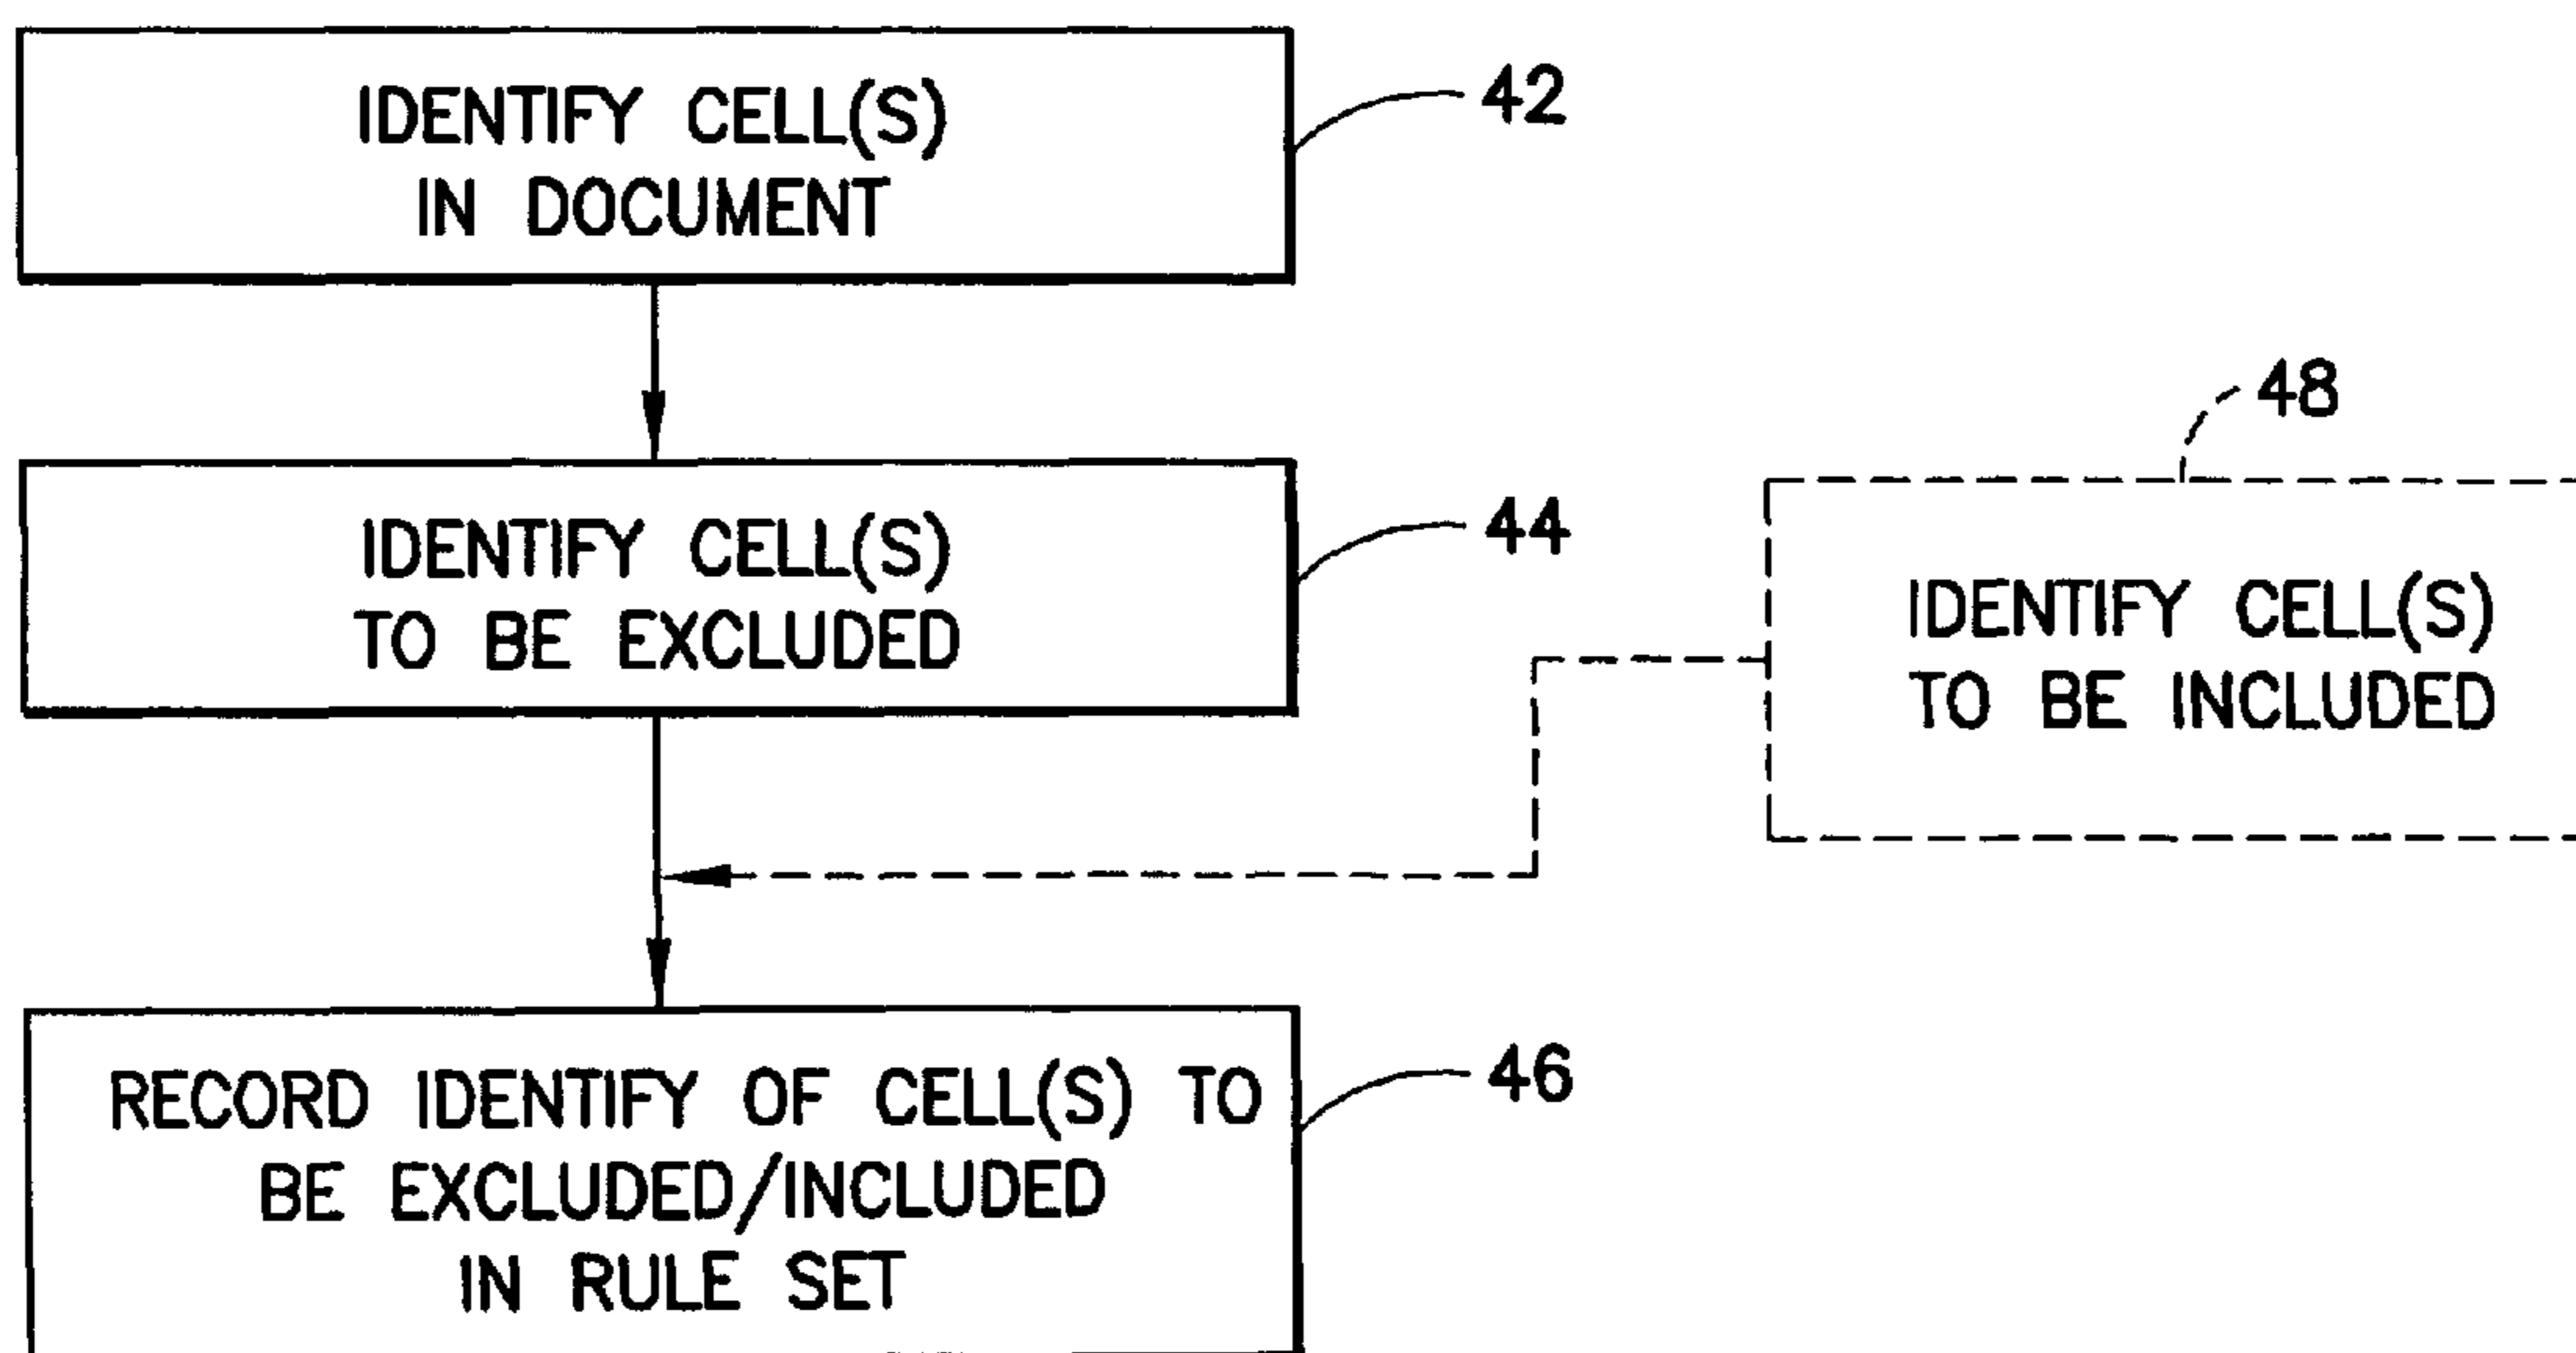 IDENTIFY CELL(S)
IN DOCUMENT
42
IDENTIFY CELL(S)
TO BE EXCLUDED
44
48
IDENTIFY CELL(S)
TO BE INCLUDED
RECORD IDENTIFY OF CELL(S) TO
BE EXCLUDED/INCLUDED
IN RULE SET
46